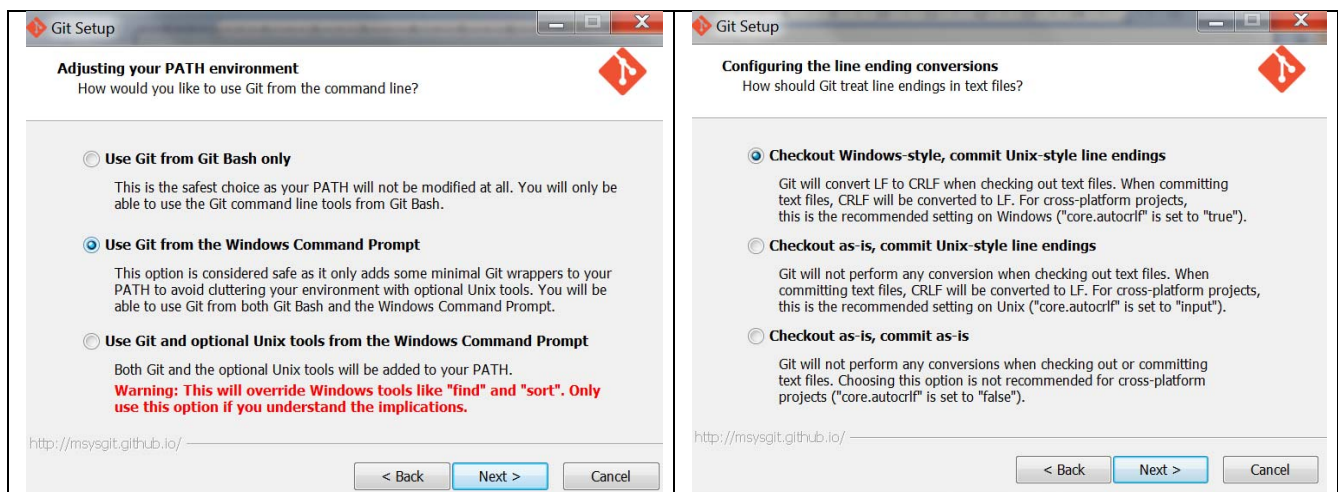 Git Setup
Adjusting your PATH environment
How would you like to use Git from the command line?
Use Git from Git Bash only
This is the safest choice as your PATH will not be modified at all. You will only be
able to use the Git command line tools from Git Bash.
Use Git from the Windows Command Prompt
This option is considered safe as it only adds some minimal Git wrappers to your
PATH to avoid cluttering your environment with optional Unix tools. You will be
able to use Git from both Git Bash and the Windows Command Prompt.
Use Git and optional Unix tools from the Windows Command Prompt
Both Git and the optional Unix tools will be added to your PATH.
Warning: This will override Windows tools like "find" and "sort". Only
use this option if you understand the implications.
http://msysgit.github.io/
< Back Next > Cancel
Git Setup
Configuring the line ending conversions
How should Git treat line endings in text files?
Checkout Windows-style, commit Unix-style line endings
Git will convert LF to CRLF when checking out text files. When committing
text files, CRLF will be converted to LF. For cross-platform projects,
this is the recommended setting on Windows ("core.autocrlf" is set to "true").
Checkout as-is, commit Unix-style line endings
Git will not perform any conversion when checking out text files. When
committing text files, CRLF will be converted to LF. For cross-platform projects,
this is the recommended setting on Unix ("core.autocrlf" is set to "input").
Checkout as-is, commit as-is
Git will not perform any conversions when checking out or committing
text files. Choosing this option is not recommended for cross-platform
projects ("core.autocrlf" is set to "false").
http://msysgit.github.io/
< Back Next > Cancel